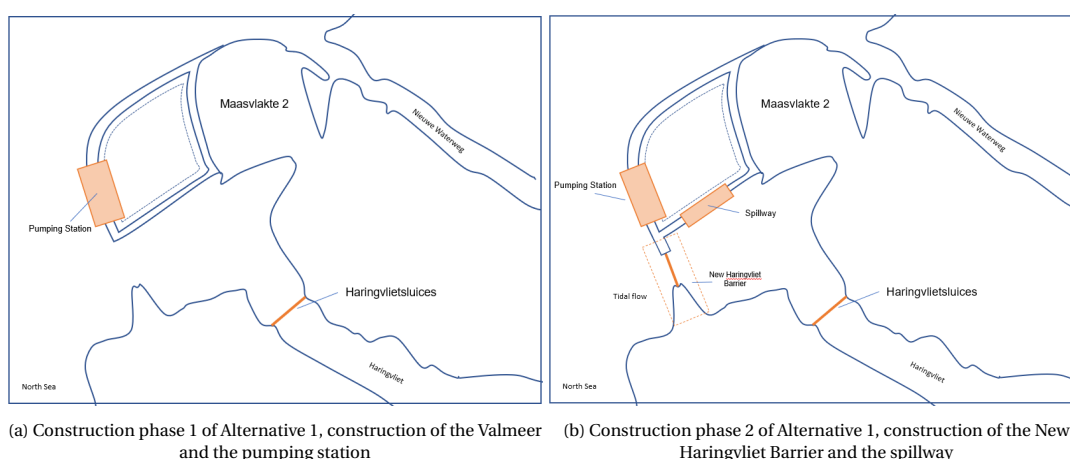 Maasvlakte 2
Nieuwe Waterweg
Pumping Station
Haringvlietsluices
Haringvliet
North Sea
Maasvlakte 2
Nieuwe Waterweg
Pumping Station
Spillway
New Haringvliet
Barrier
Tidal flow
Haringvlietsluices
Haringvliet
North Sea
(a) Construction phase 1 of Alternative 1, construction of the Valmeer
and the pumping station
(b) Construction phase 2 of Alternative 1, construction of the New
Haringvliet Barrier and the spillway